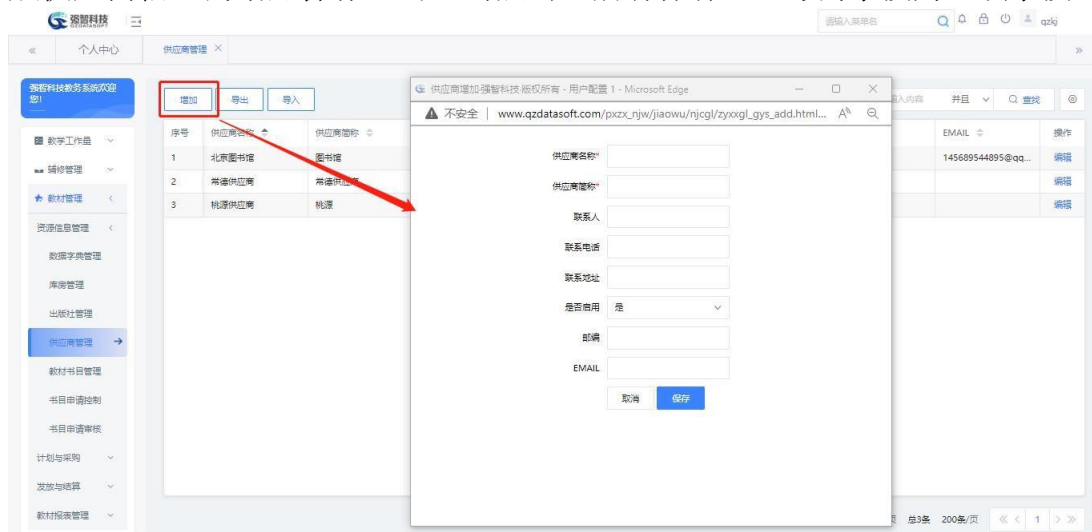 强智科技
QZDATASOFT
请输入菜单名
qzkj
个人中心
供应商管理
强智科技教务系统欢迎您!
增加 导出 导入
输入内容 并且 查找
序号 供应商名称 供应商简称 EMAIL 操作
1 北京图书馆 图书馆 145689544895@qq... 编辑
2 常德供应商 常德供应商 编辑
3 桃源供应商 桃源 编辑
教学工作量
辅修管理
教材管理
资源信息管理
数据字典管理
库房管理
出版社管理
供应商管理
教材书目管理
书目申请控制
书目申请审核
计划与采购
发放与结算
教材报表管理
供应商增加-强智科技-版权所有 - 用户配置 1 - Microsoft Edge
不安全 | www.qzdatasoft.com/pxzx_njw/jiaowu/njcgl/zyxxgl_gys_add.html...
供应商名称*
供应商简称*
联系人
联系电话
联系地址
是否启用 是
邮编
EMAIL
取消 保存
页 总3条 200条/页 1